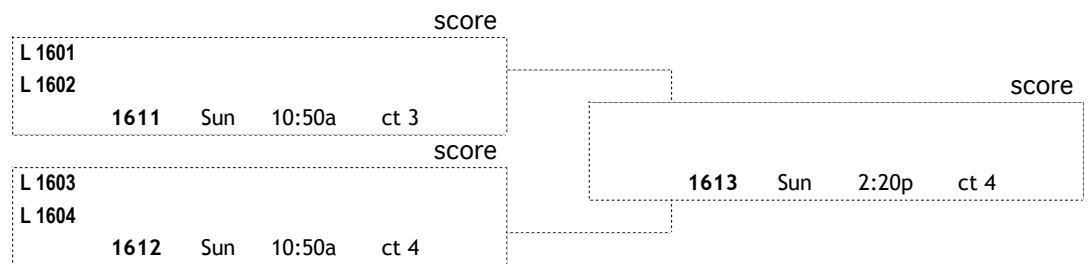 score
L 1601
L 1602
1611 Sun 10:50a ct 3
score
L 1603
L 1604
1612 Sun 10:50a ct 4
score
1613 Sun 2:20p ct 4